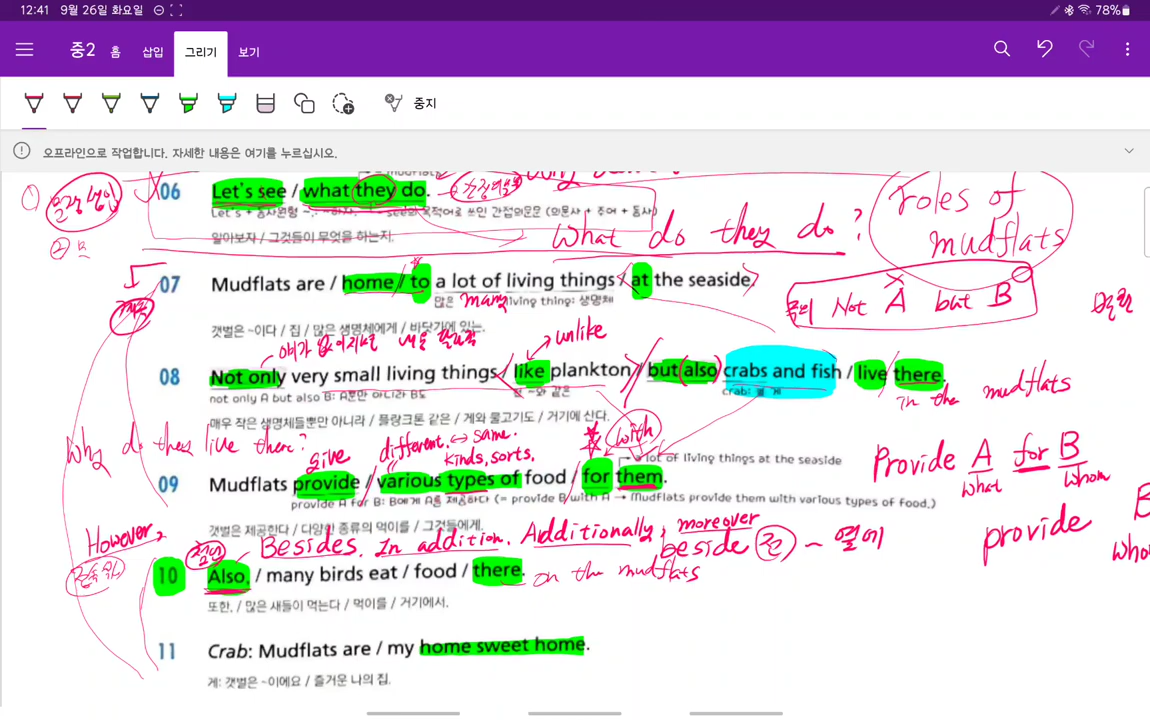 12:41 9월 26일 화요일 78%
중2 홈 삽입 그리기 보기
중지
오프라인으로 작업합니다. 자세한 내용은 여기를 누르십시오.
① 문장 삽입
06 Let's see / what they do.
Let's + 동사원형
see의 목적어로 쓰인 간접의문문 (의문사 + 주어 + 동사)
알아보자 / 그것들이 무엇을 하는지.
What do they do?
roles of
mudflats
07 Mudflats are / home / to a lot of living things / at the seaside.
많은 many living thing: 생명체
갯벌은 ~이다 / 집 / 많은 생명체에게 / 바닷가에 있는.
Not A but B
unlike
08 Not only very small living things / like plankton / but also crabs and fish / live there.
not only A but also B: A뿐만 아니라 B도
~와 같은
crab: 게
in the mudflats
매우 작은 생명체들뿐만 아니라 / 플랑크톤 같은 / 게와 물고기도 / 거기에 산다.
Why do they live there?
give
different ↔ same.
kinds, sorts.
with
a lot of living things at the seaside
09 Mudflats provide / various types of food / for them.
provide A for B: B에게 A를 제공하다 (= provide B with A → Mudflats provide them with various types of food.)
Provide A for B
what whom
갯벌은 제공한다 / 다양한 종류의 먹이를 / 그것들에게.
provide B
However,
첨가 Besides. In addition. Additionally, moreover
beside 전 ~ 옆에
10 Also, / many birds eat / food / there.
on the mudflats
또한, / 많은 새들이 먹는다 / 먹이를 / 거기에서.
11 Crab: Mudflats are / my home sweet home.
게: 갯벌은 ~이에요 / 즐거운 나의 집.